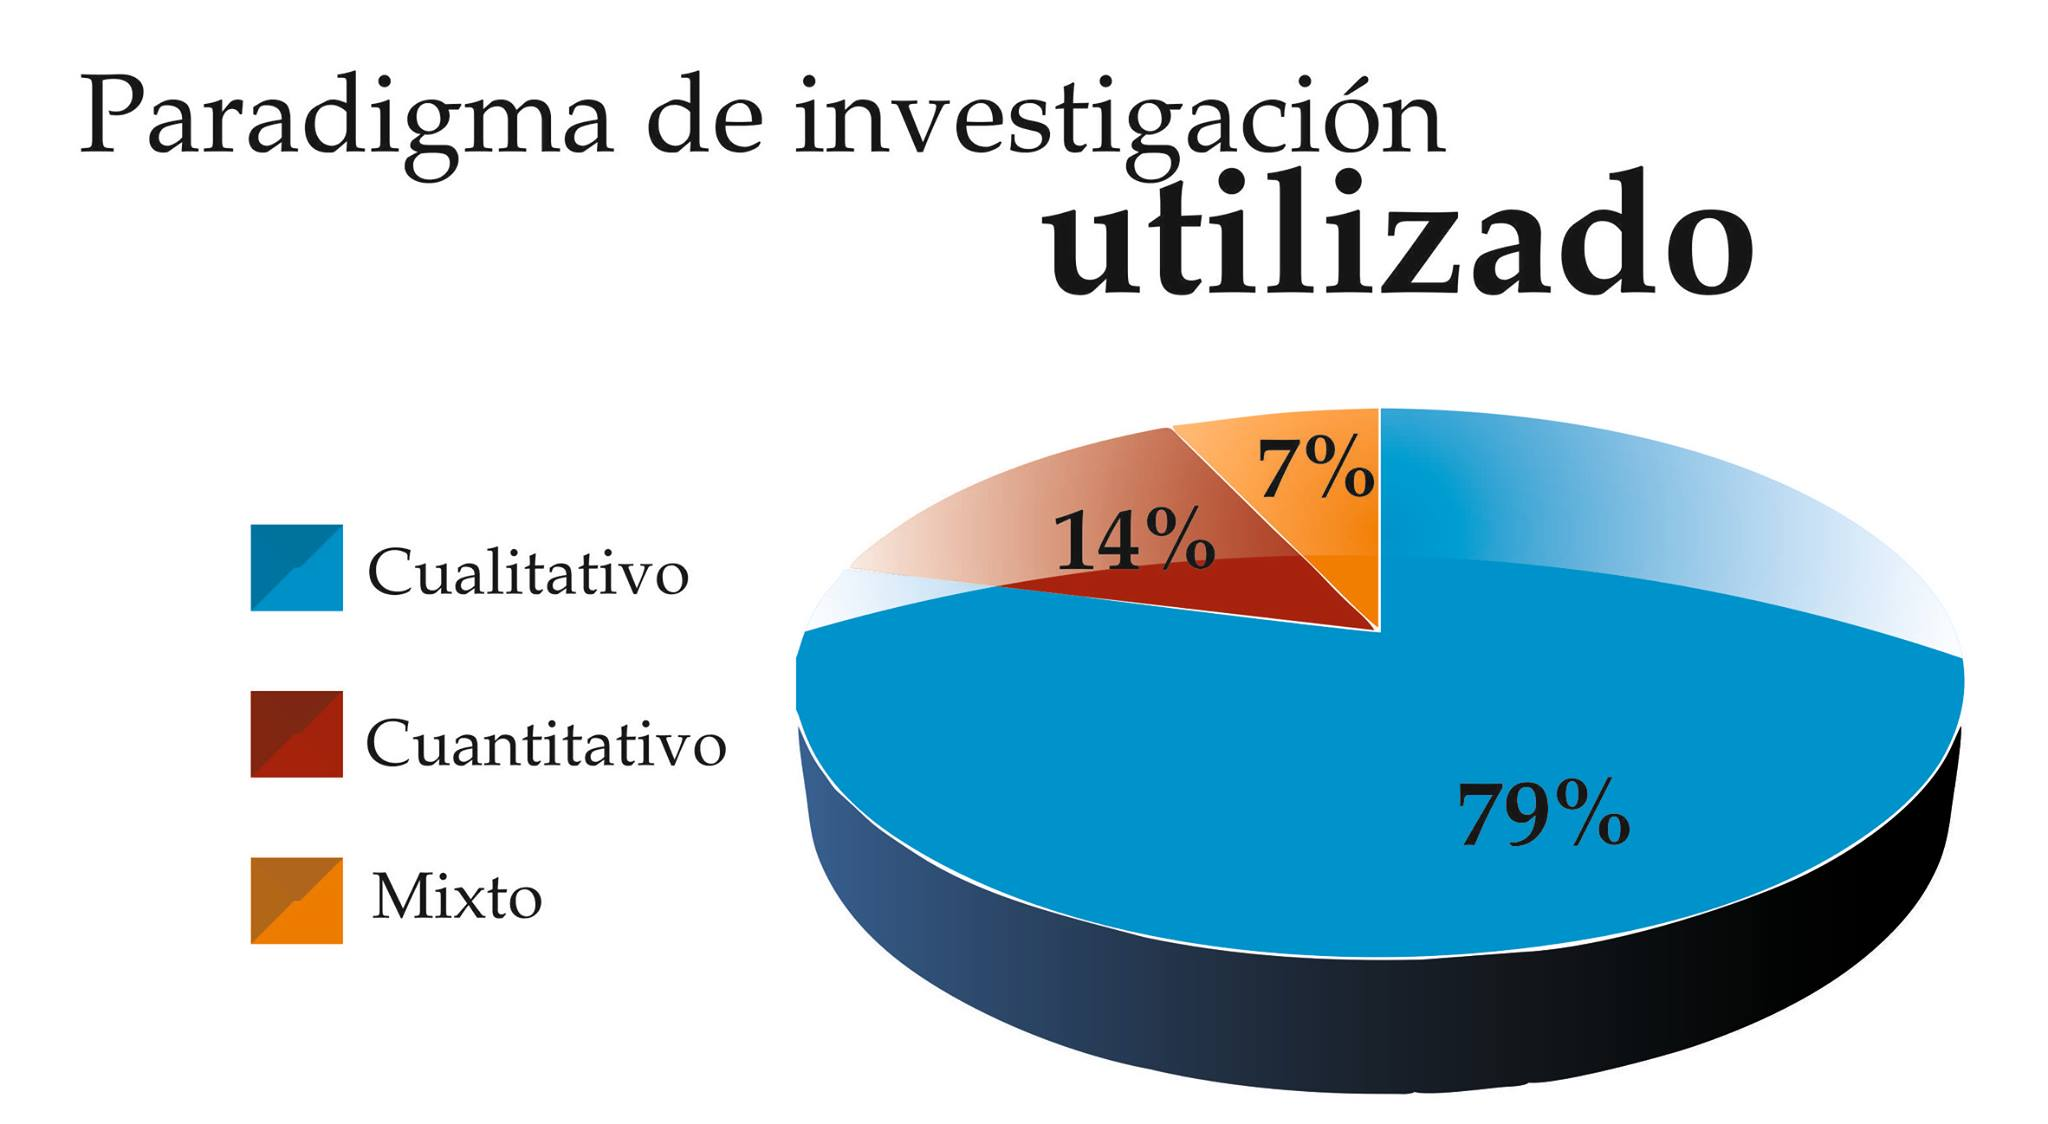 Paradigma de investigación
utilizado
7%
14%
Cualitativo
Cuantitativo
79%
Mixto